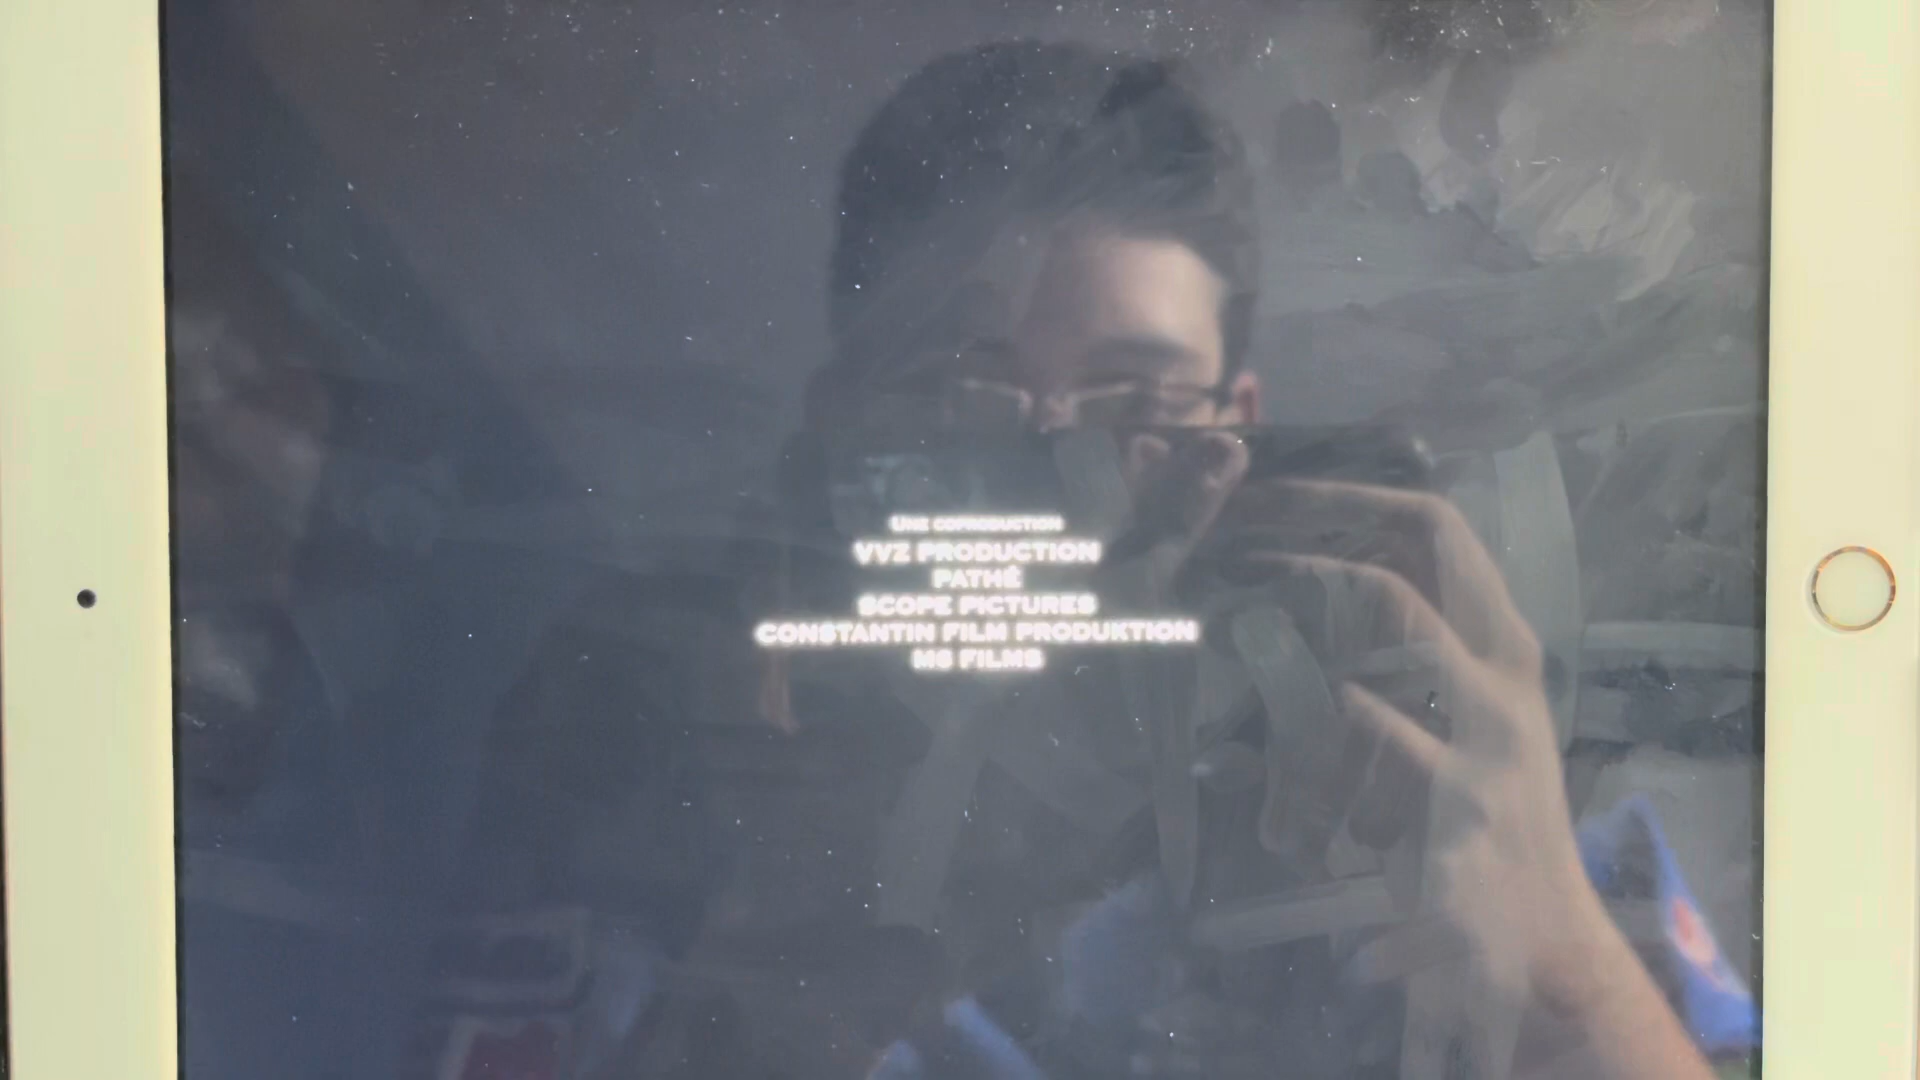 UNE COPRODUCTION
VVZ PRODUCTION
PATHÉ
SCOPE PICTURES
CONSTANTIN FILM PRODUKTION
M6 FILMS